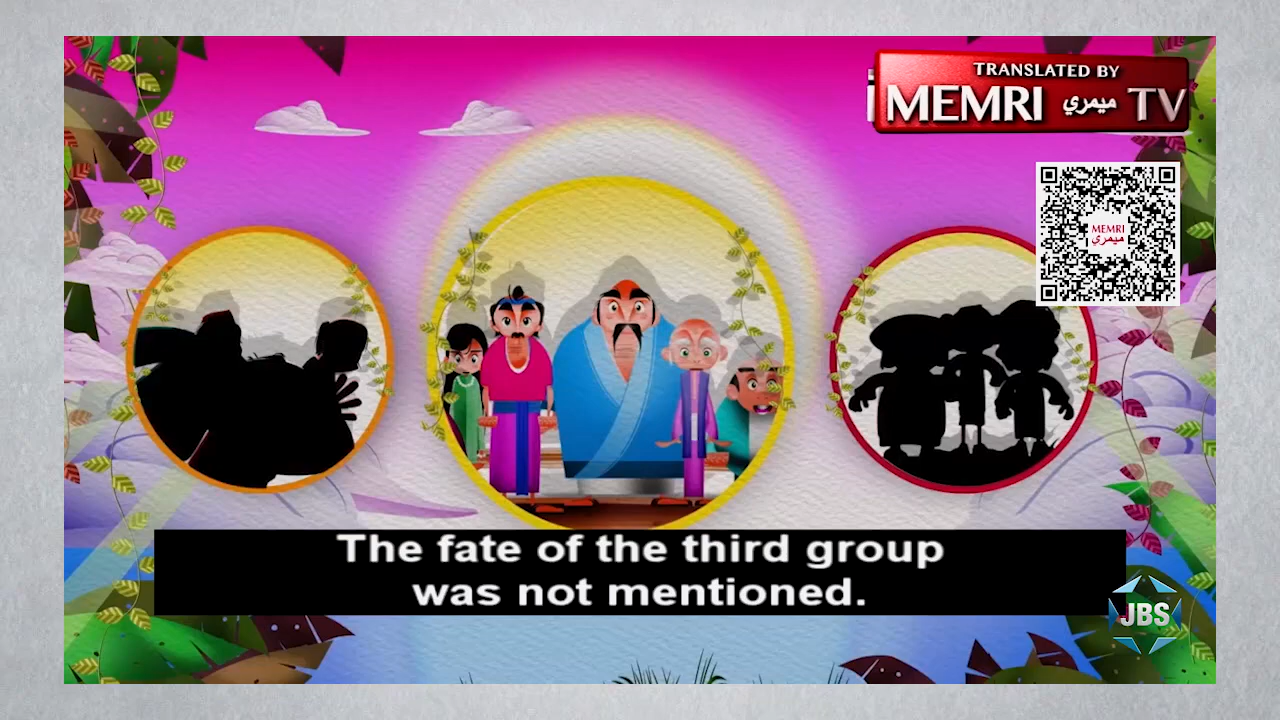 TRANSLATED BY
MEMRI ميمري TV
MEMRI
ميمري
The fate of the third group
was not mentioned.
JBS